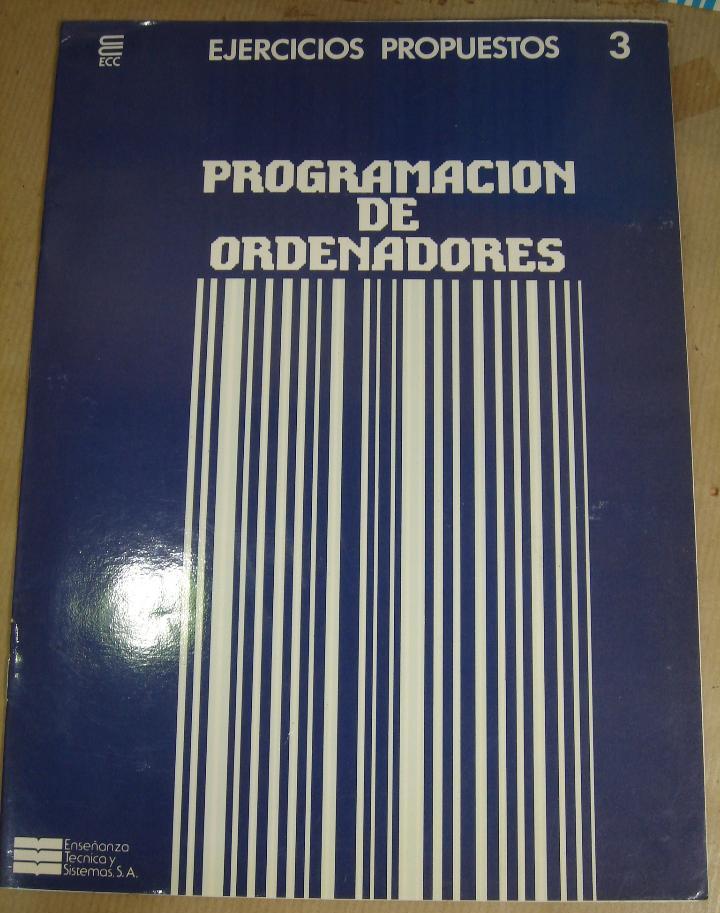 ECC
EJERCICIOS PROPUESTOS 3
PROGRAMACION
DE
ORDENADORES
Enseñanza
Tecnica y
Sistemas, S.A.